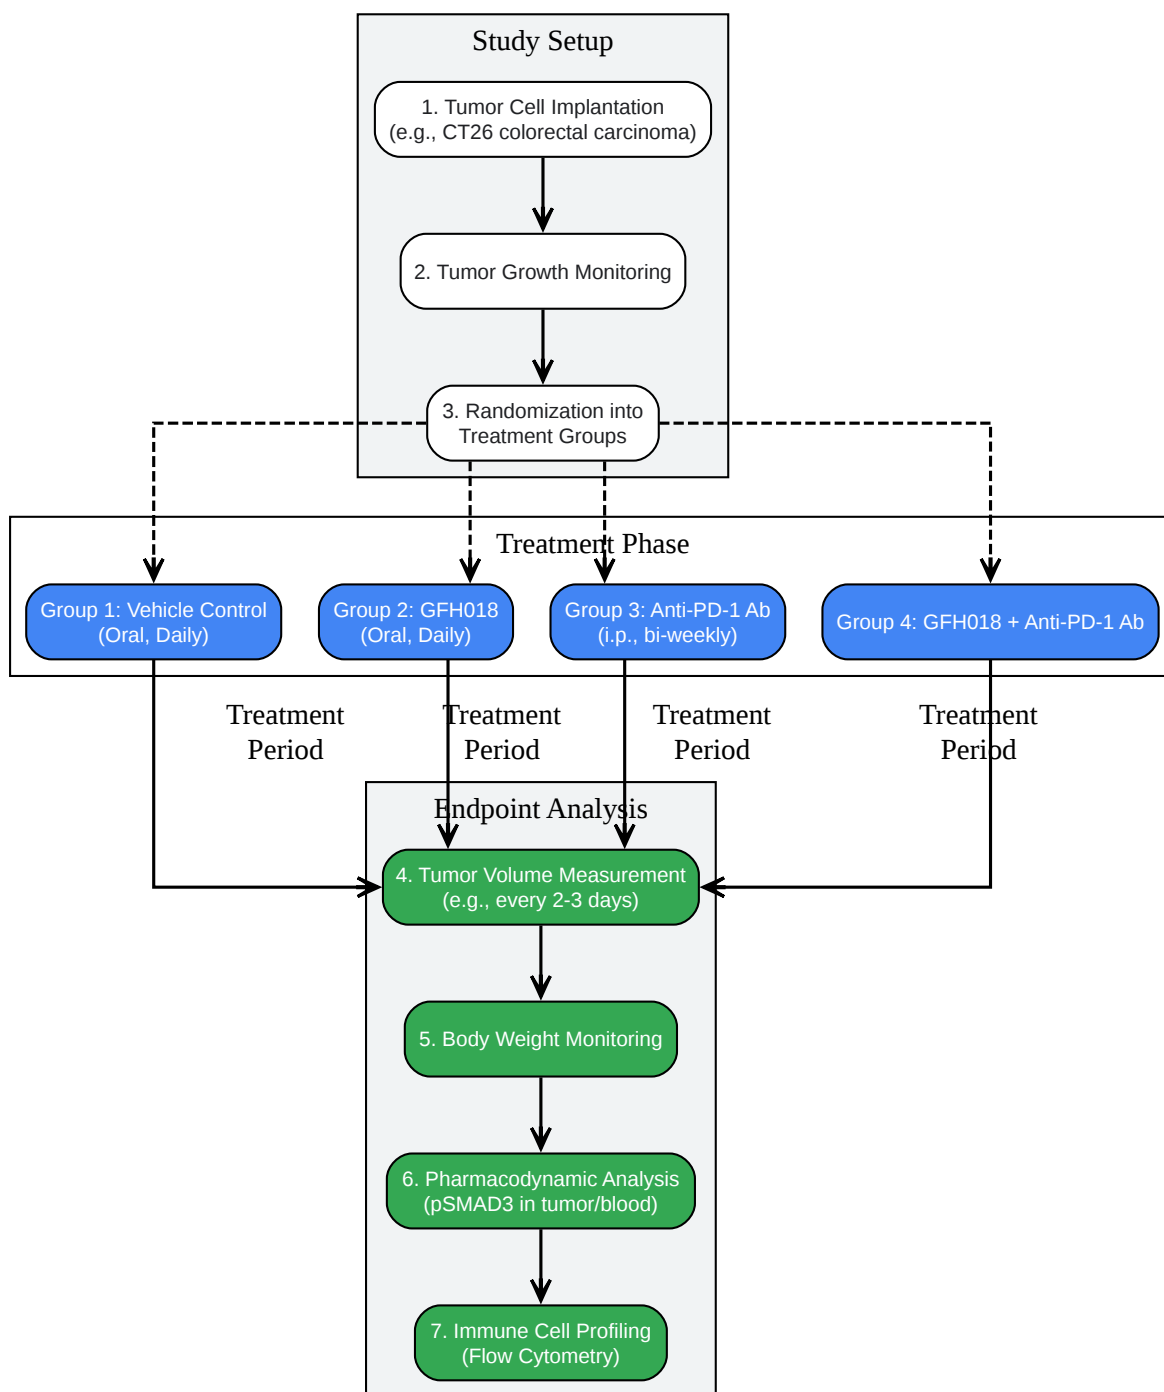 Study Setup
1. Tumor Cell Implantation
(e.g., CT26 colorectal carcinoma)
2. Tumor Growth Monitoring
3. Randomization into
Treatment Groups
Treatment Phase
Group 1: Vehicle Control
(Oral, Daily)
Group 2: GFH018
(Oral, Daily)
Group 3: Anti-PD-1 Ab
(i.p., bi-weekly)
Group 4: GFH018 + Anti-PD-1 Ab
Treatment
Period
Treatment
Period
Treatment
Period
Treatment
Period
Endpoint Analysis
4. Tumor Volume Measurement
(e.g., every 2-3 days)
5. Body Weight Monitoring
6. Pharmacodynamic Analysis
(pSMAD3 in tumor/blood)
7. Immune Cell Profiling
(Flow Cytometry)